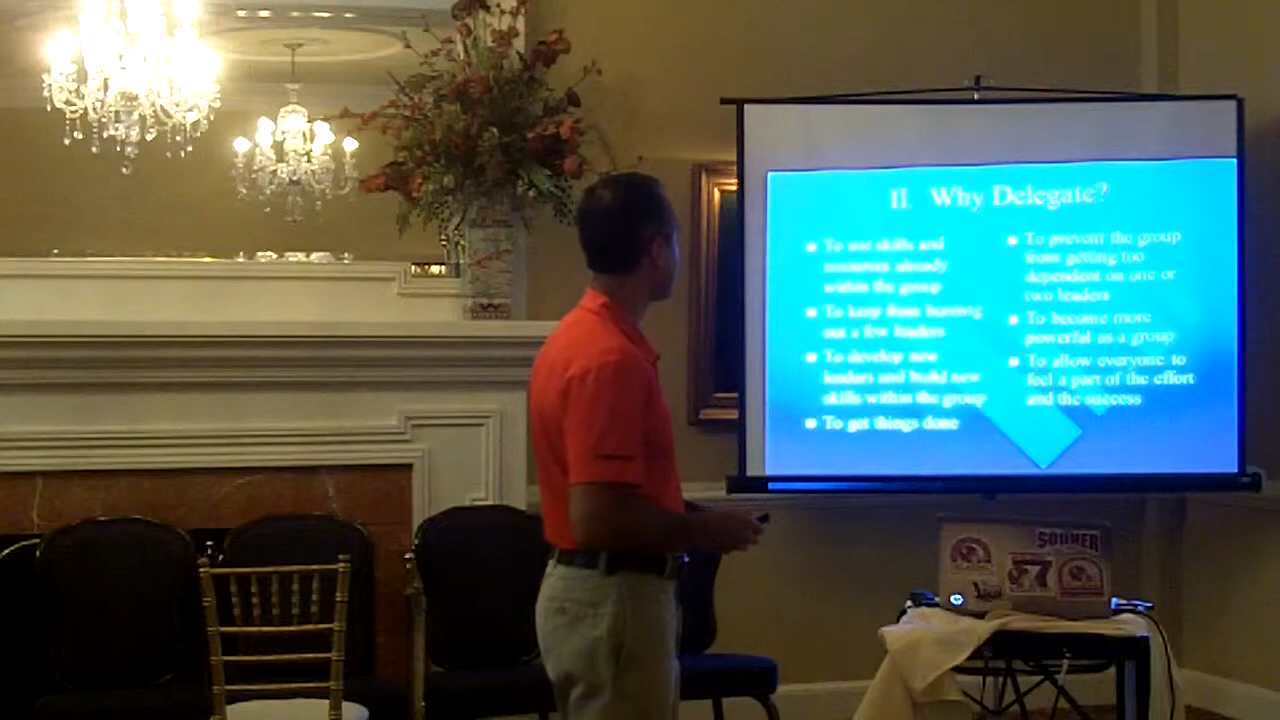 II. Why Delegate?
■ To use skills and
resources already
within the group
■ To keep from burning
out a few leaders
■ To develop new
leaders and build new
skills within the group
■ To get things done
■ To prevent the group
from getting too
dependent on one or
two leaders
■ To become more
powerful as a group
■ To allow everyone to
feel a part of the effort
and the success
SOONER